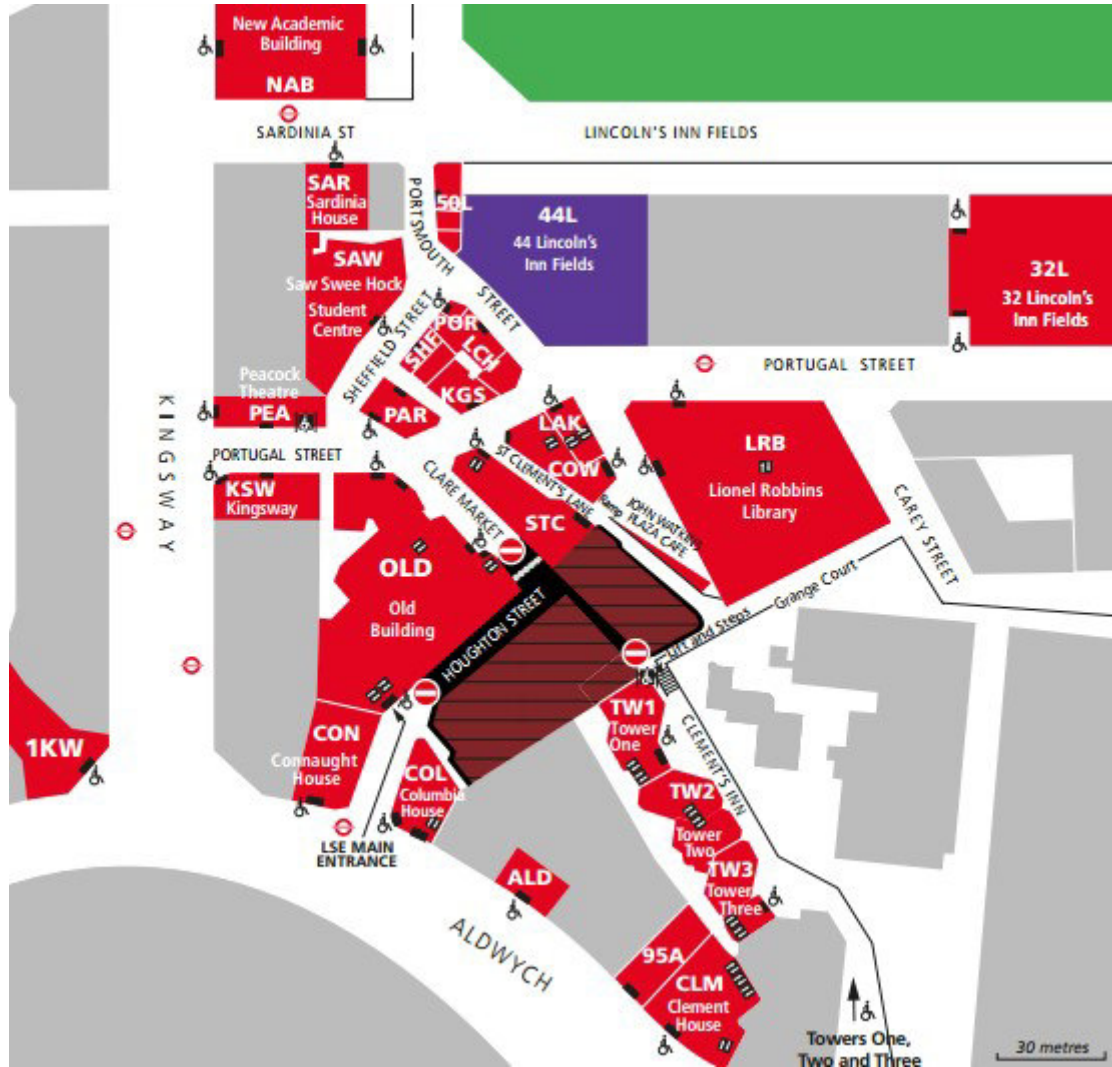 New Academic
Building
NAB
SARDINIA ST
LINCOLN'S INN FIELDS
SAR
Sardinia
House
PORTSMOUTH
STREET
50L
44L
44 Lincoln's
Inn Fields
32L
32 Lincoln's
Inn Fields
SAW
Saw Swee Hock
Student
Centre
SHEFFIELD STREET
POR
SHF
LCH
KGS
PAR
PORTUGAL STREET
Peacock
Theatre
PEA
PORTUGAL STREET
KINGSWAY
KSW
Kingsway
CLARE MARKET
LAK
COW
ST CLEMENT'S LANE
STC
Ramp
JOHN WATKINS
PLAZA CAFE
LRB
Lionel Robbins
Library
CAREY STREET
OLD
Old
Building
HOUGHTON STREET
Grange Court
Lift and Steps
TW1
Tower
One
CLEMENT'S INN
TW2
Tower
Two
TW3
Tower
Three
1KW
CON
Connaught
House
COL
Columbia
House
LSE MAIN
ENTRANCE
ALD
ALDWYCH
95A
CLM
Clement
House
Towers One,
Two and Three
30 metres